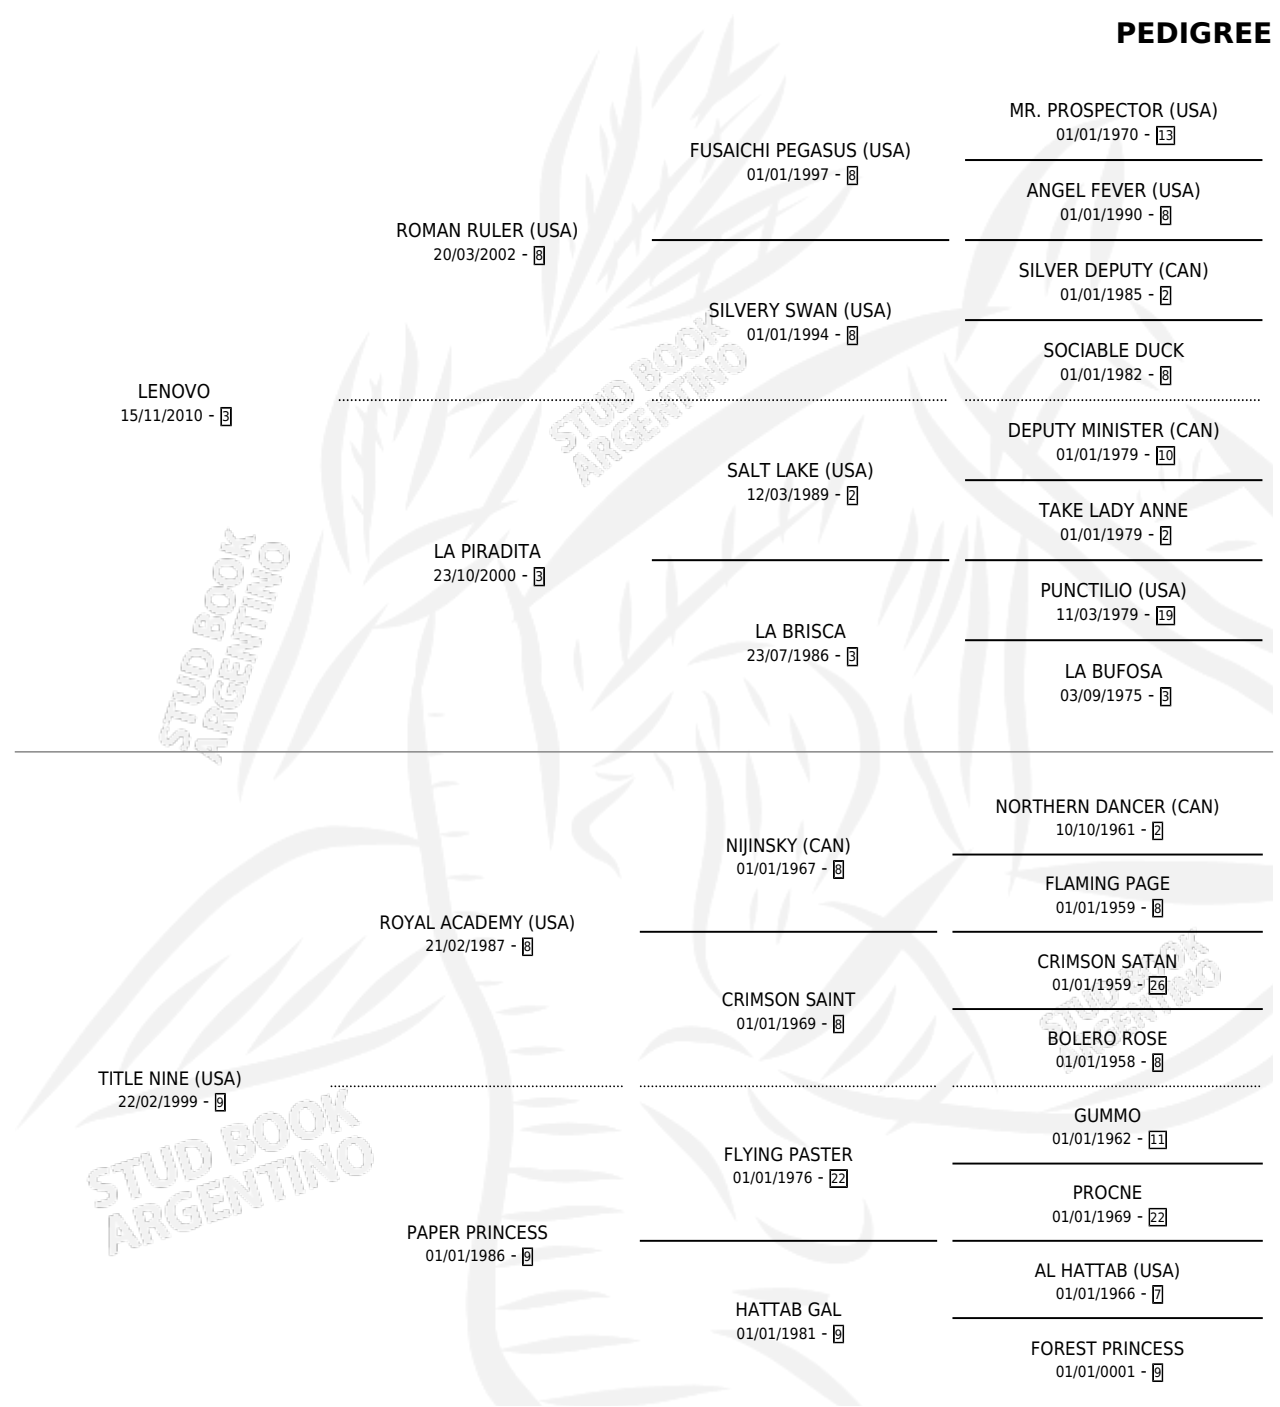 PEDIGREE
MR. PROSPECTOR (USA)
01/01/1970 - 13
FUSAICHI PEGASUS (USA)
01/01/1997 - 8
ANGEL FEVER (USA)
01/01/1990 - 8
ROMAN RULER (USA)
20/03/2002 - 8
SILVER DEPUTY (CAN)
01/01/1985 - 2
SILVERY SWAN (USA)
01/01/1994 - 8
SOCIABLE DUCK
01/01/1982 - 8
LENOVO
15/11/2010 - 3
DEPUTY MINISTER (CAN)
01/01/1979 - 10
SALT LAKE (USA)
12/03/1989 - 2
TAKE LADY ANNE
01/01/1979 - 2
LA PIRADITA
23/10/2000 - 3
PUNCTILIO (USA)
11/03/1979 - 19
LA BRISCA
23/07/1986 - 3
LA BUFOSA
03/09/1975 - 3
NORTHERN DANCER (CAN)
10/10/1961 - 2
NIJINSKY (CAN)
01/01/1967 - 8
FLAMING PAGE
01/01/1959 - 8
ROYAL ACADEMY (USA)
21/02/1987 - 8
CRIMSON SATAN
01/01/1959 - 26
CRIMSON SAINT
01/01/1969 - 8
BOLERO ROSE
01/01/1958 - 8
TITLE NINE (USA)
22/02/1999 - 9
GUMMO
01/01/1962 - 11
FLYING PASTER
01/01/1976 - 22
PROCNE
01/01/1969 - 22
PAPER PRINCESS
01/01/1986 - 9
AL HATTAB (USA)
01/01/1966 - 7
HATTAB GAL
01/01/1981 - 9
FOREST PRINCESS
01/01/0001 - 9
STUD BOOK
ARGENTINO
STUD BOOK
ARGENTINO
STUD BOOK
ARGENTINO
STUD BOOK
ARGENTINO